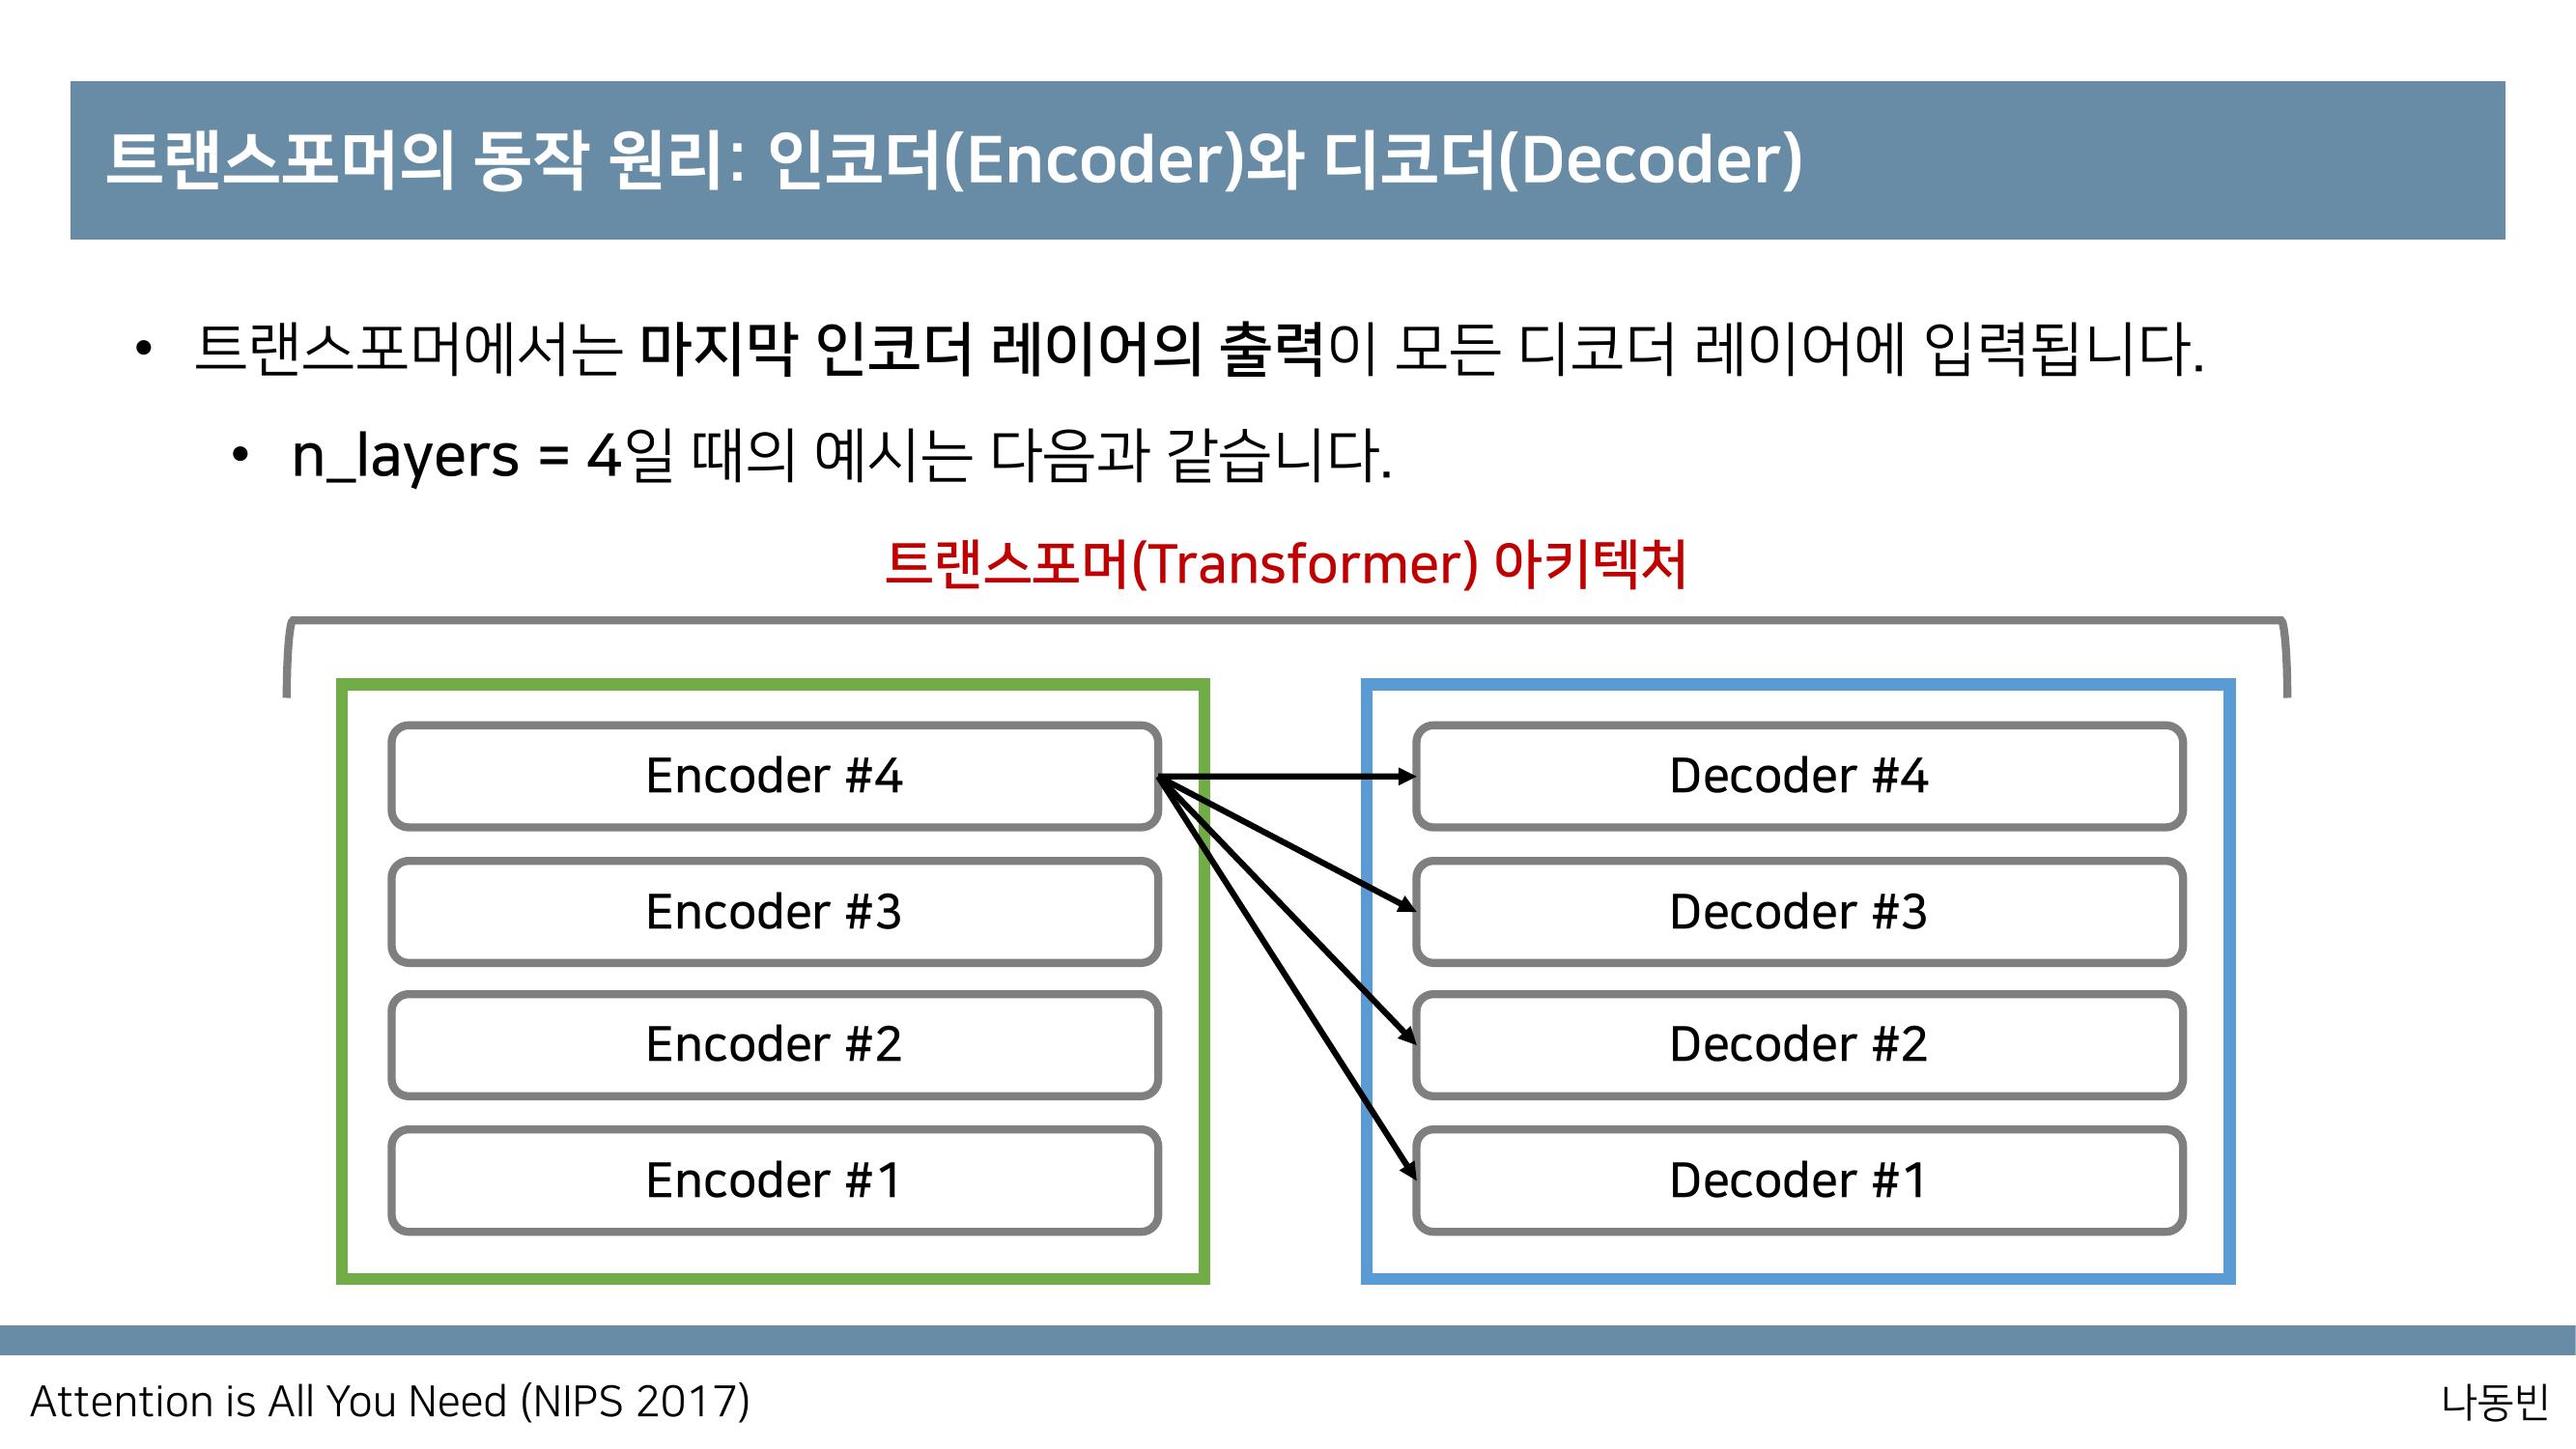 트랜스포머의 동작 원리: 인코더(Encoder)와 디코더(Decoder)
• 트랜스포머에서는 마지막 인코더 레이어의 출력이 모든 디코더 레이어에 입력됩니다.
• n_layers = 4일 때의 예시는 다음과 같습니다.
트랜스포머(Transformer) 아키텍처
Encoder #4
Encoder #3
Encoder #2
Encoder #1
Decoder #4
Decoder #3
Decoder #2
Decoder #1
Attention is All You Need (NIPS 2017)
나동빈